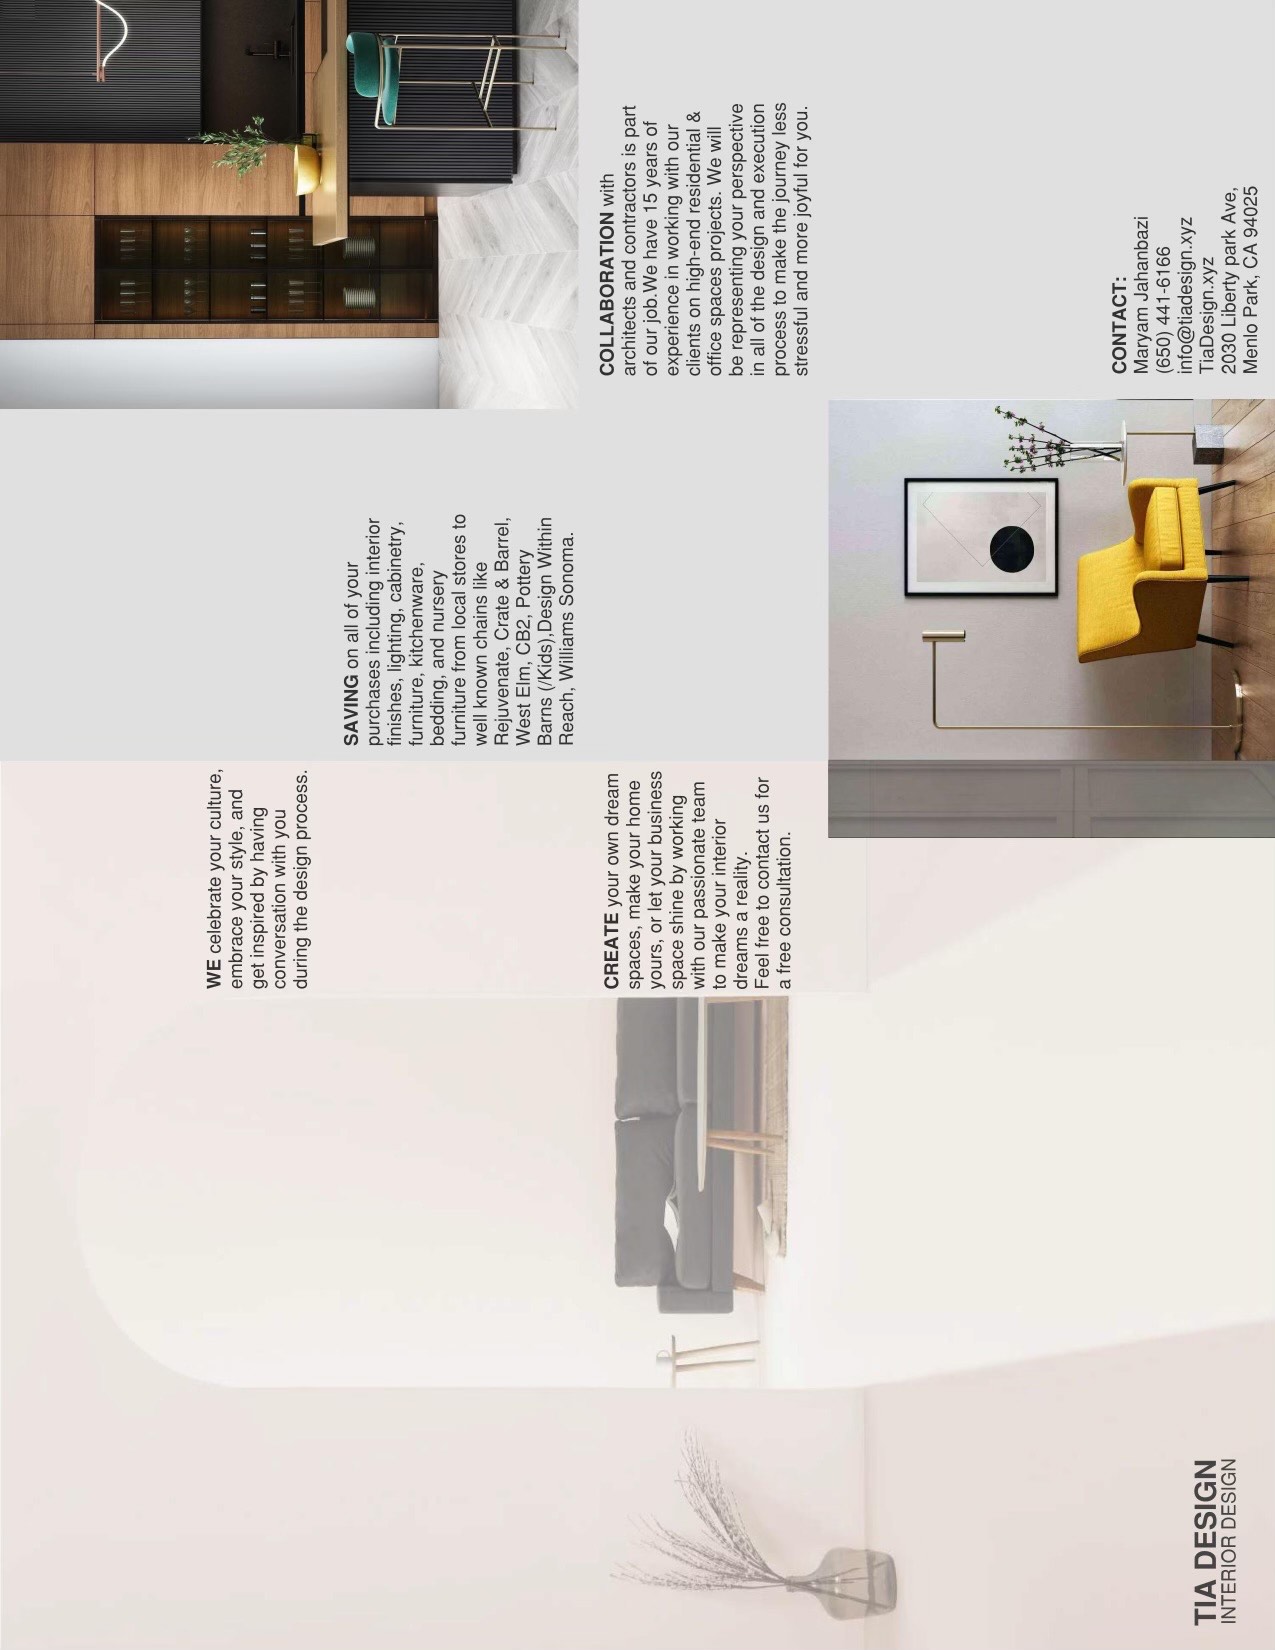 WE celebrate your culture,
embrace your style, and
get inspired by having
conversation with you
during the design process.
CREATE your own dream
spaces, make your home
yours, or let your business
space shine by working
with our passionate team
to make your interior
dreams a reality.
Feel free to contact us for
a free consultation.
TIA DESIGN
INTERIOR DESIGN
SAVING on all of your
purchases including interior
finishes, lighting, cabinetry,
furniture, kitchenware,
bedding, and nursery
furniture from local stores to
well known chains like
Rejuvenate, Crate & Barrel,
West Elm, CB2, Pottery
Barns (/Kids),Design Within
Reach, Williams Sonoma.
COLLABORATION with
architects and contractors is part
of our job.We have 15 years of
experience in working with our
clients on high-end residential &
office spaces projects. We will
be representing your perspective
in all of the design and execution
process to make the journey less
stressful and more joyful for you.
CONTACT:
Maryam Jahanbazi
(650) 441-6166
info@tiadesign.xyz
TiaDesign.xyz
2030 Liberty park Ave,
Menlo Park, CA 94025